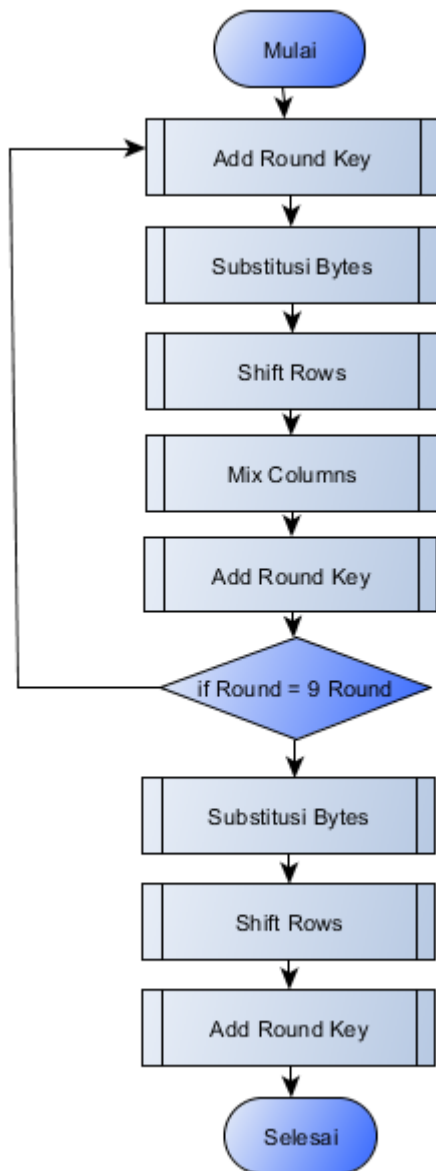 Mulai
Add Round Key
Substitusi Bytes
Shift Rows
Mix Columns
Add Round Key
if Round = 9 Round
Substitusi Bytes
Shift Rows
Add Round Key
Selesai